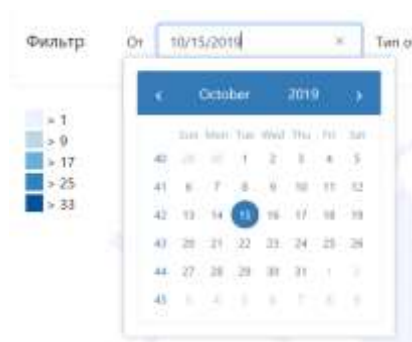 Фильтр От 10/15/2019 × Тип о
‹ October 2019 ›
Sun Mon Tue Wed Thu Fri Sat
40 29 30 1 2 3 4 5
41 6 7 8 9 10 11 12
42 13 14 15 16 17 18 19
43 20 21 22 23 24 25 26
44 27 28 29 30 31 1 2
45 3 4 5 6 7 8 9
> 1
> 9
> 17
> 25
> 33